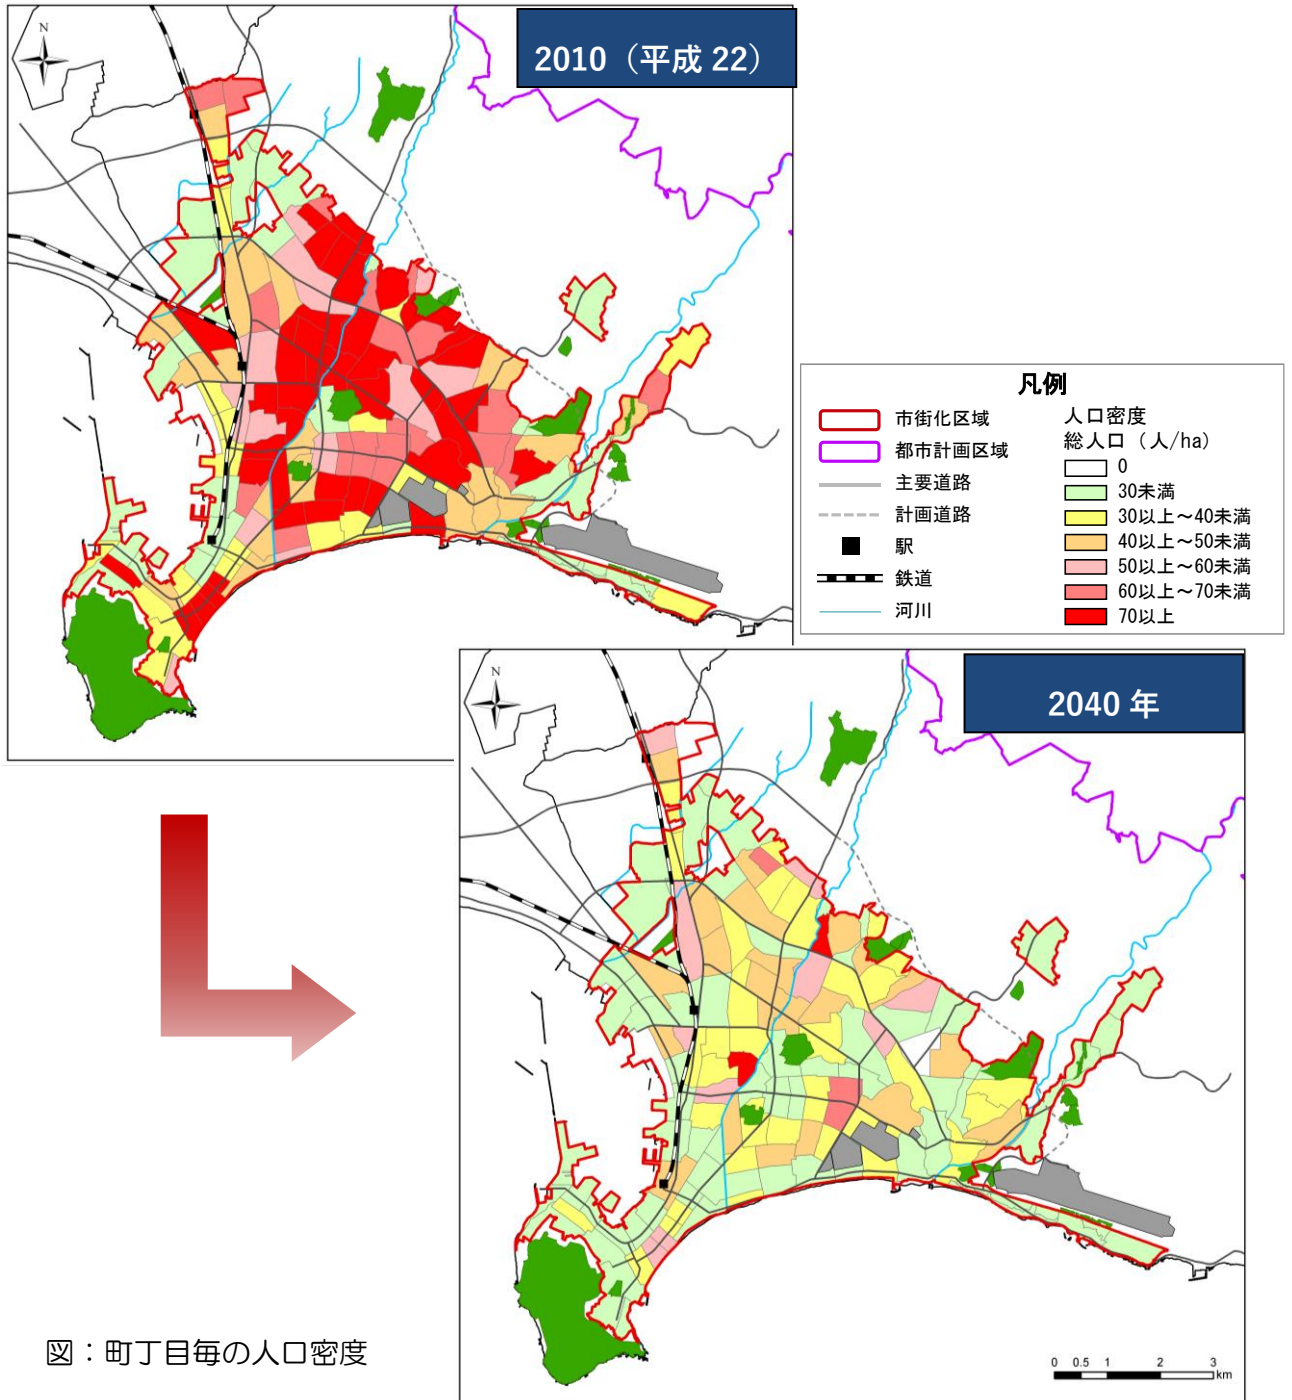 2010（平成 22）
N
凡例
市街化区域
都市計画区域
主要道路
計画道路
駅
鉄道
河川
人口密度
総人口（人/ha）
0
30未満
30以上～40未満
40以上～50未満
50以上～60未満
60以上～70未満
70以上
2040 年
N
図：町丁目毎の人口密度
0 0.5 1 2 3
km